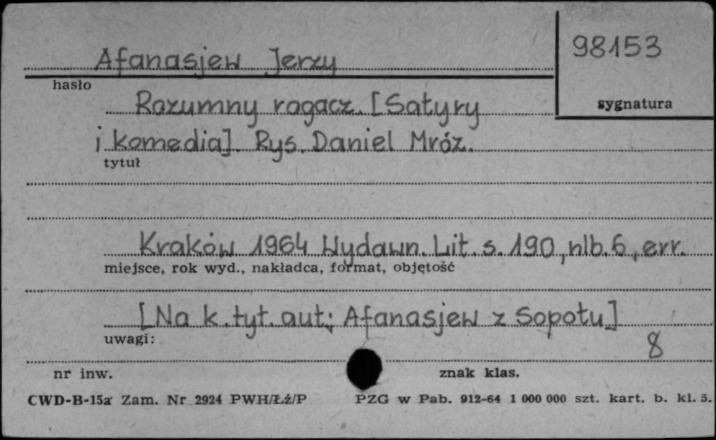 Afanasjew Jerzy
98153
hasło
sygnatura
Rozumny rogacz. [Satyry
i komedia]. Rys. Daniel Mróz.
tytuł
Kraków 1964 Wydawn. Lit. s. 190, nlb. 6, err.
miejsce, rok wyd., nakładca, format, objętość
[Na k. tyt. aut.: Afanasjew z Sopotu]
uwagi:
8
nr inw.
znak klas.
CWD-B-15a Zam. Nr 2924 PWH/Łź/P
PZG w Pab. 912-64 1 000 000 szt. kart. b. kl. 5.